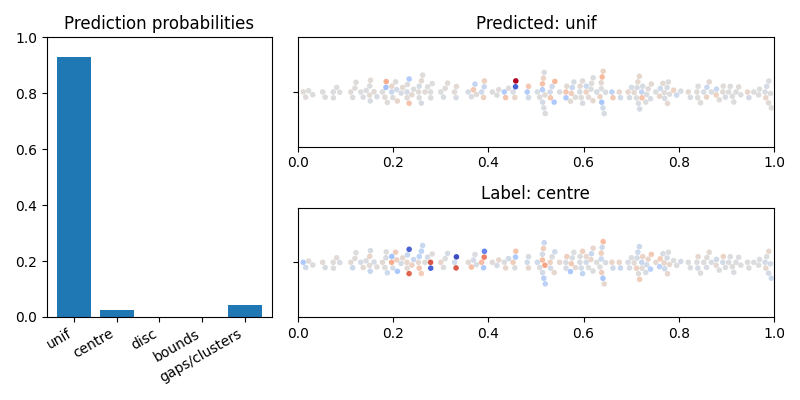 Prediction probabilities
1.0
0.8
0.6
0.4
0.2
0.0
unif
centre
disc
bounds
gaps/clusters
Predicted: unif
0.0 0.2 0.4 0.6 0.8 1.0
Label: centre
0.0 0.2 0.4 0.6 0.8 1.0